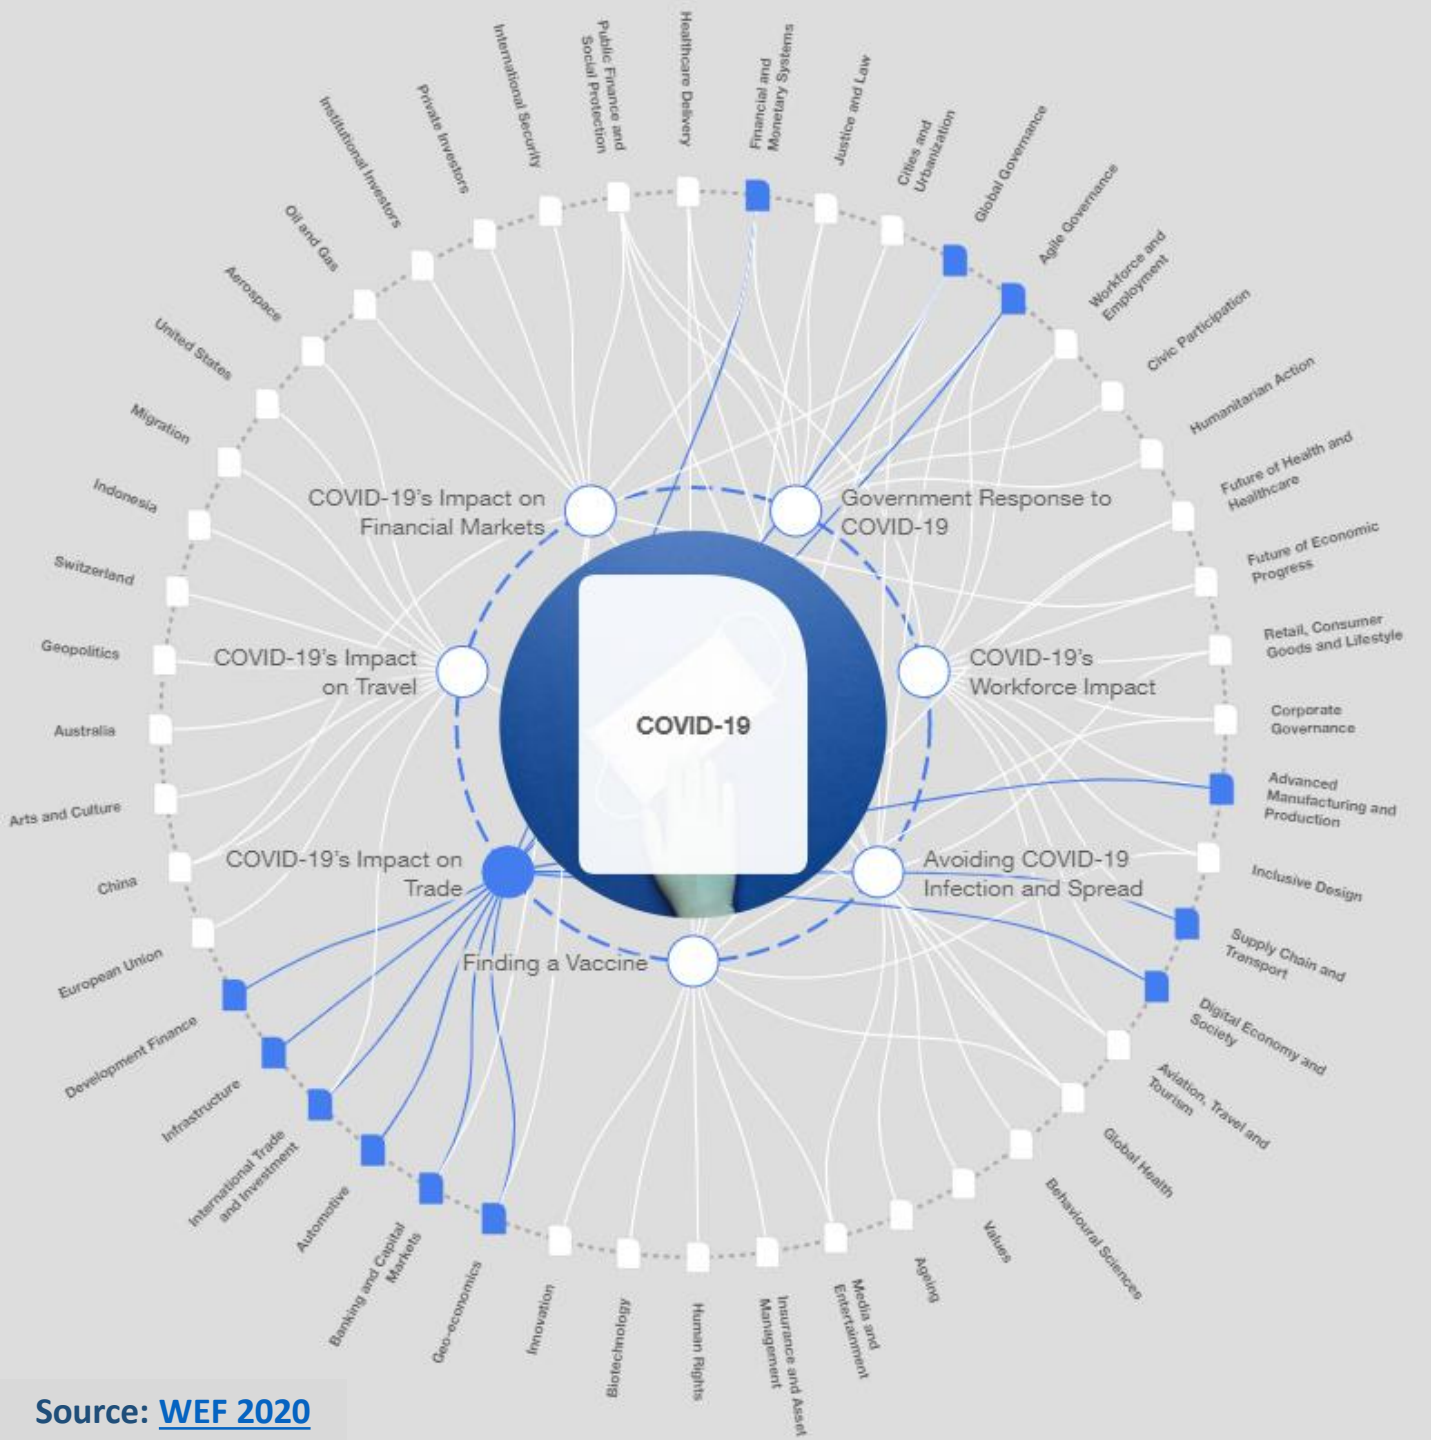 Healthcare Delivery
Financial and
Monetary Systems
Justice and Law
Cities and
Urbanization
Global Governance
Agile Governance
Workforce and
Employment
Civic Participation
Humanitarian Action
Future of Health and
Healthcare
Future of Economic
Progress
Retail, Consumer
Goods and Lifestyle
Corporate
Governance
Advanced
Manufacturing and
Production
Inclusive Design
Supply Chain and
Transport
Digital Economy and
Society
Aviation, Travel and
Tourism
Global Health
Behavioural Sciences
Values
Ageing
Media and
Entertainment
Insurance and Asset
Management
Human Rights
Biotechnology
Innovation
Geo-economics
Banking and Capital
Markets
Automotive
International Trade
and Investment
Infrastructure
Development Finance
European Union
China
Arts and Culture
Australia
Geopolitics
Switzerland
Indonesia
Migration
United States
Aerospace
Oil and Gas
Institutional Investors
Private Investors
International Security
Public Finance and
Social Protection
COVID-19's Impact on
Financial Markets
Government Response to
COVID-19
COVID-19's Impact
on Travel
COVID-19's
Workforce Impact
COVID-19
COVID-19's Impact on
Trade
Avoiding COVID-19
Infection and Spread
Finding a Vaccine
Source: WEF 2020